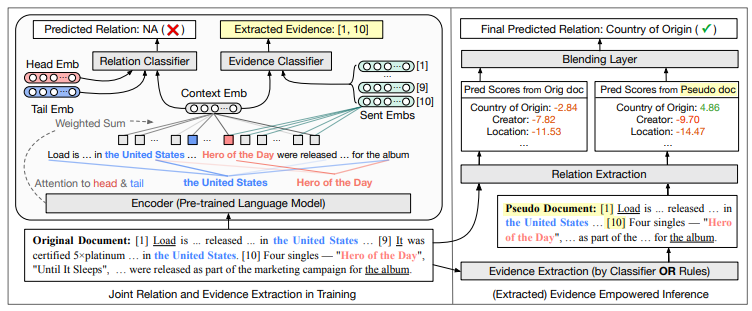 Predicted Relation: NA (✗)
Extracted Evidence: [1, 10]
Head Emb
Relation Classifier
Evidence Classifier
[1]
...
[9]
[10]
Tail Emb
Context Emb
Sent Embs
Weighted Sum
Load is ... in the United States ... Hero of the Day were released ... for the album
Attention to head & tail
the United States
Hero of the Day
Encoder (Pre-trained Language Model)
Original Document: [1] Load is ... released ... in the United States ... [9] It was
certified 5×platinum ... in the United States. [10] Four singles — "Hero of the Day",
"Until It Sleeps", ... were released as part of the marketing campaign for the album.
Joint Relation and Evidence Extraction in Training
Final Predicted Relation: Country of Origin (✓)
Blending Layer
Pred Scores from Orig doc
Country of Origin: -2.84
Creator: -7.82
Location: -11.53
...
Pred Scores from Pseudo doc
Country of Origin: 4.86
Creator: -9.70
Location: -14.47
...
Relation Extraction
Pseudo Document: [1] Load is ... released ... in
the United States ... [10] Four singles — "Hero
of the Day", ... as part of the ... for the album.
Evidence Extraction (by Classifier OR Rules)
(Extracted) Evidence Empowered Inference